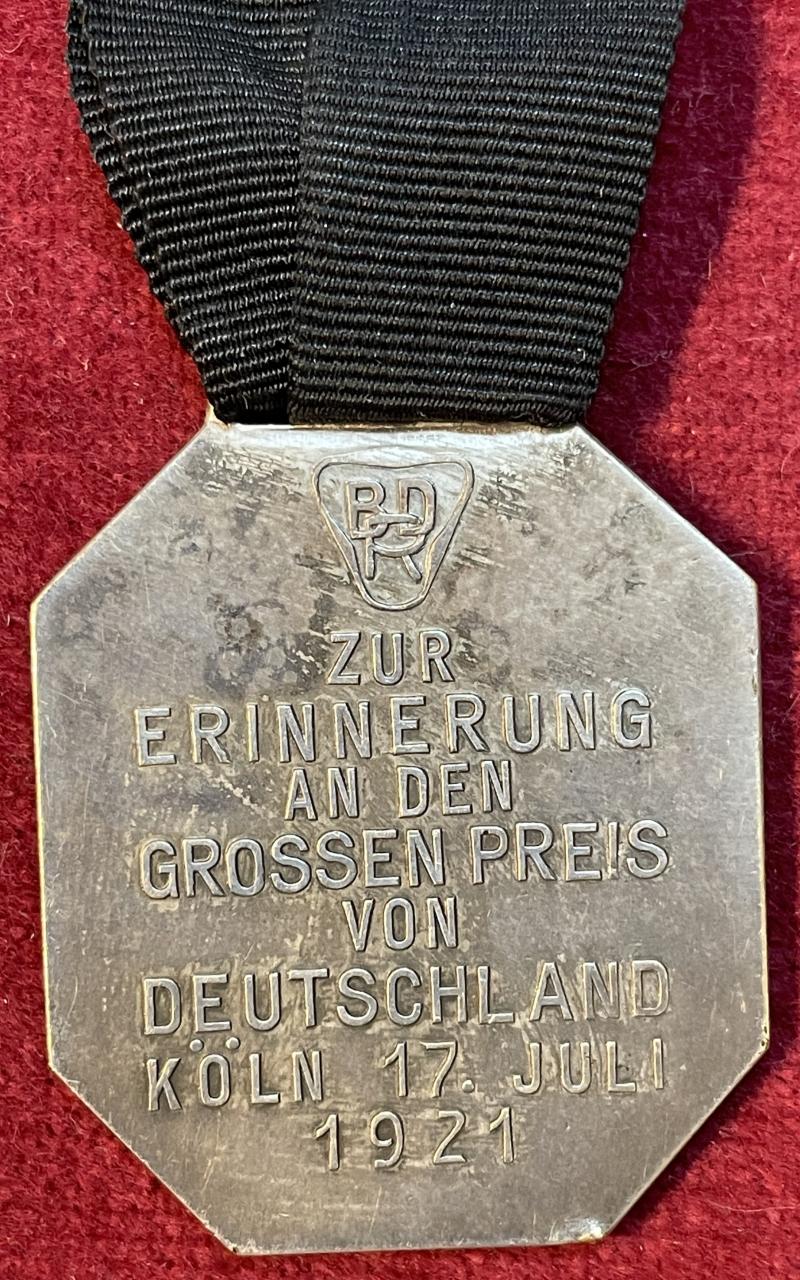 BDR
ZUR
ERINNERUNG
AN DEN
GROSSEN PREIS
VON
DEUTSCHLAND
KÖLN 17. JULI
1921